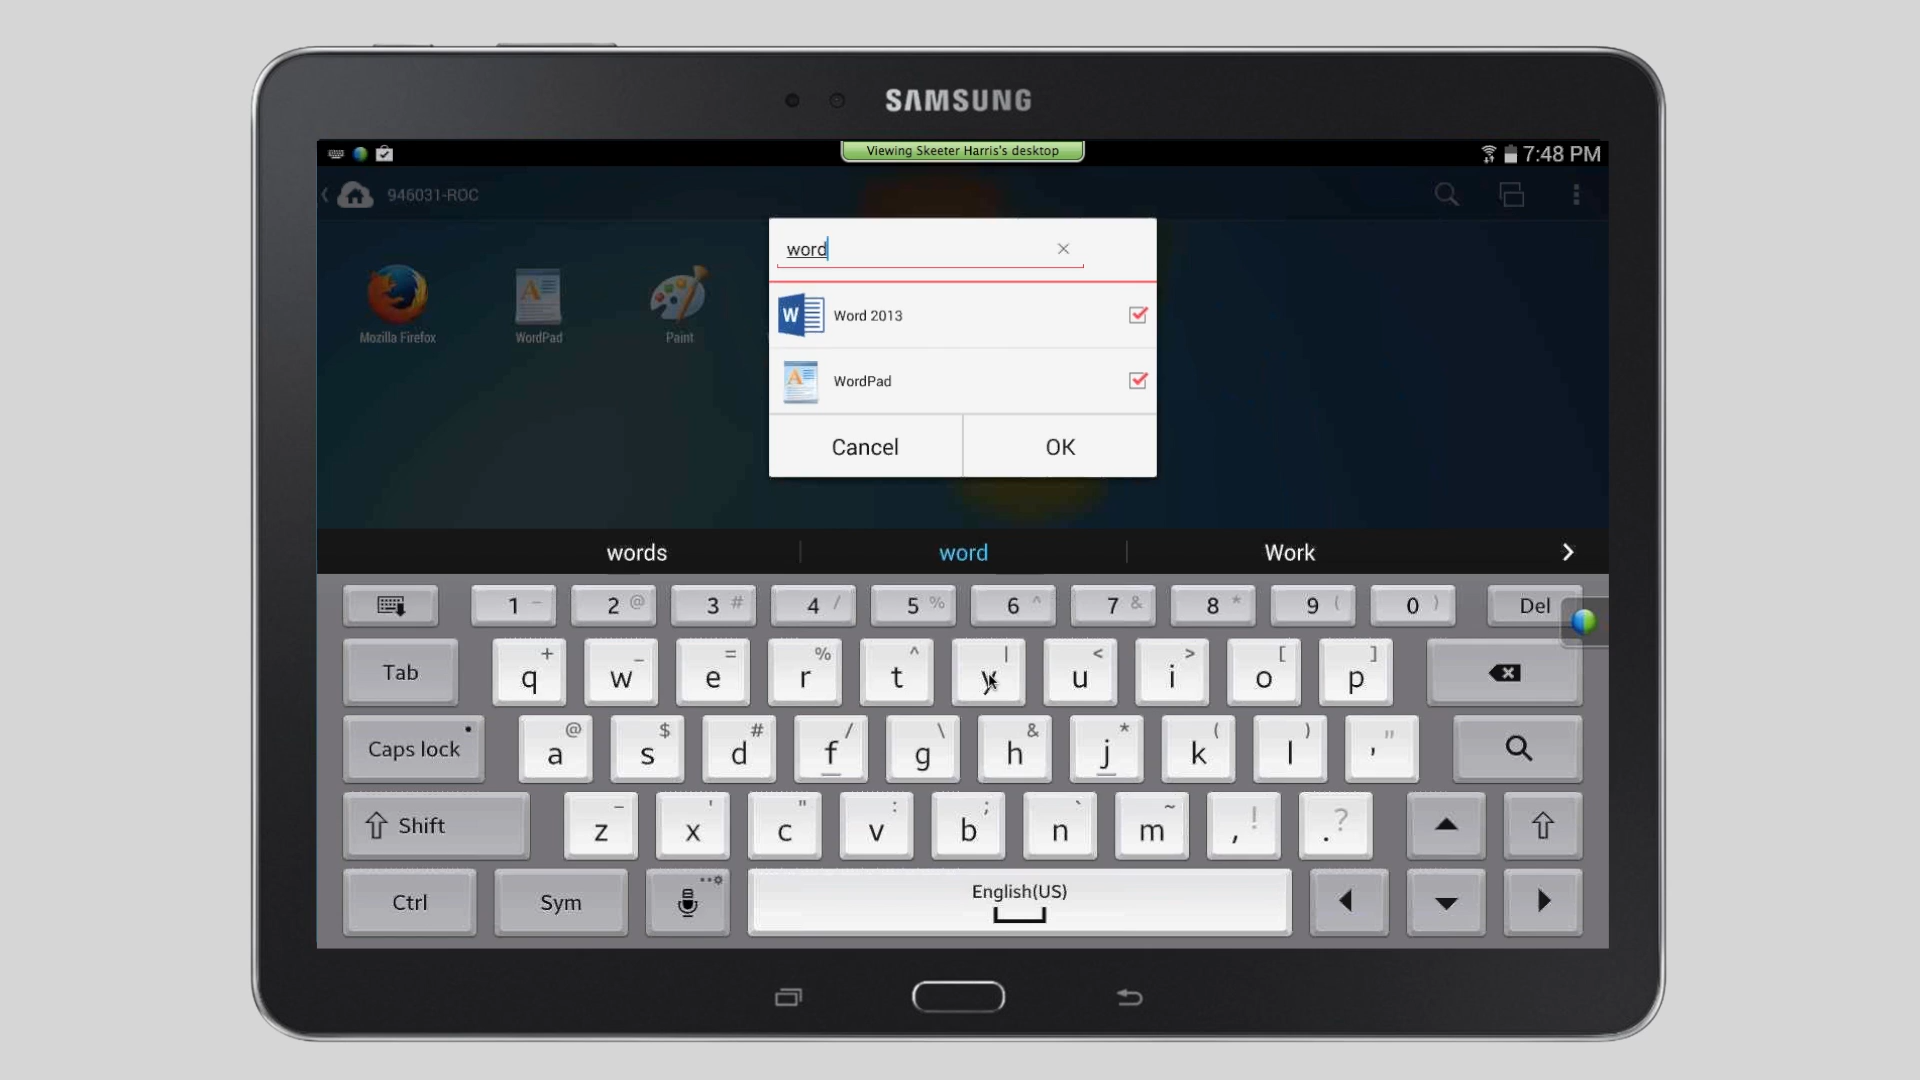 SAMSUNG
Viewing Skeeter Harris's desktop
7:48 PM
946031-ROC
word
Mozilla Firefox
WordPad
Paint
Word 2013
WordPad
Cancel
OK
words
word
Work
1 -
2 @
3 #
4 /
5 %
6 ^
7 &
8 *
9 (
0 )
Del
Tab
q +
w _
e =
r %
t ^
y |
u <
i >
o [
p ]
Caps lock
a @
s $
d #
f /
g \
h &
j *
k (
l )
' "
Shift
z -
x '
c "
v :
b ;
n `
m ~
, !
. ?
Ctrl
Sym
English(US)